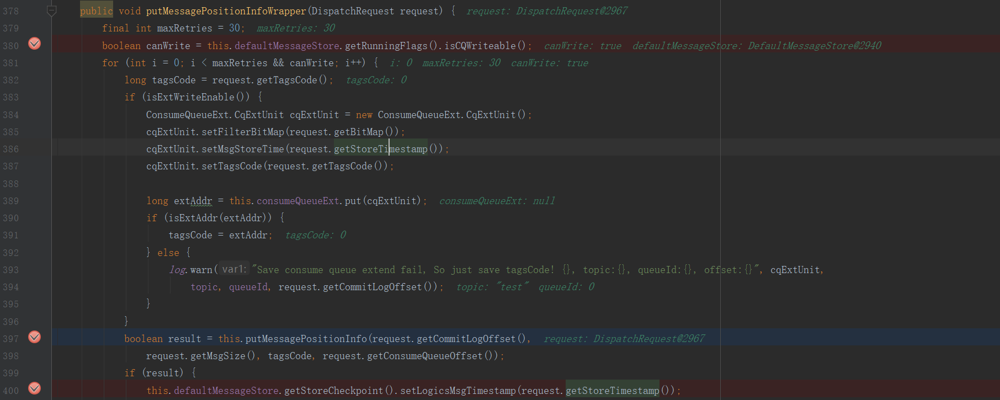 378 public void putMessagePositionInfoWrapper(DispatchRequest request) { request: DispatchRequest@2967
379 final int maxRetries = 30; maxRetries: 30
380 boolean canWrite = this.defaultMessageStore.getRunningFlags().isCQWriteable(); canWrite: true defaultMessageStore: DefaultMessageStore@2940
381 for (int i = 0; i < maxRetries && canWrite; i++) { i: 0 maxRetries: 30 canWrite: true
382 long tagsCode = request.getTagsCode(); tagsCode: 0
383 if (isExtWriteEnable()) {
384 ConsumeQueueExt.CqExtUnit cqExtUnit = new ConsumeQueueExt.CqExtUnit();
385 cqExtUnit.setFilterBitMap(request.getBitMap());
386 cqExtUnit.setMsgStoreTime(request.getStoreTimestamp());
387 cqExtUnit.setTagsCode(request.getTagsCode());
388
389 long extAddr = this.consumeQueueExt.put(cqExtUnit); consumeQueueExt: null
390 if (isExtAddr(extAddr)) {
391 tagsCode = extAddr; tagsCode: 0
392 } else {
393 log.warn( var1: "Save consume queue extend fail, So just save tagsCode! {}, topic:{}, queueId:{}, offset:{}", cqExtUnit,
394 topic, queueId, request.getCommitLogOffset()); topic: "test" queueId: 0
395 }
396 }
397 boolean result = this.putMessagePositionInfo(request.getCommitLogOffset(), request: DispatchRequest@2967
398 request.getMsgSize(), tagsCode, request.getConsumeQueueOffset());
399 if (result) {
400 this.defaultMessageStore.getStoreCheckpoint().setLogicsMsgTimestamp(request.getStoreTimestamp());